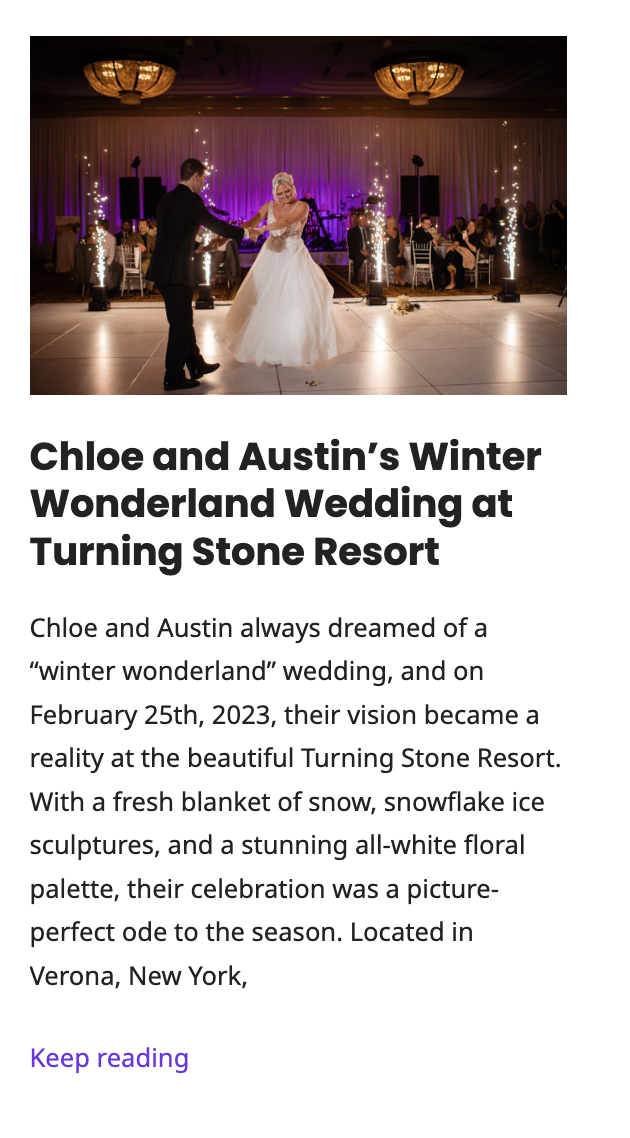 Chloe and Austin’s Winter
Wonderland Wedding at
Turning Stone Resort
Chloe and Austin always dreamed of a
“winter wonderland” wedding, and on
February 25th, 2023, their vision became a
reality at the beautiful Turning Stone Resort.
With a fresh blanket of snow, snowflake ice
sculptures, and a stunning all-white floral
palette, their celebration was a picture-
perfect ode to the season. Located in
Verona, New York,
Keep reading